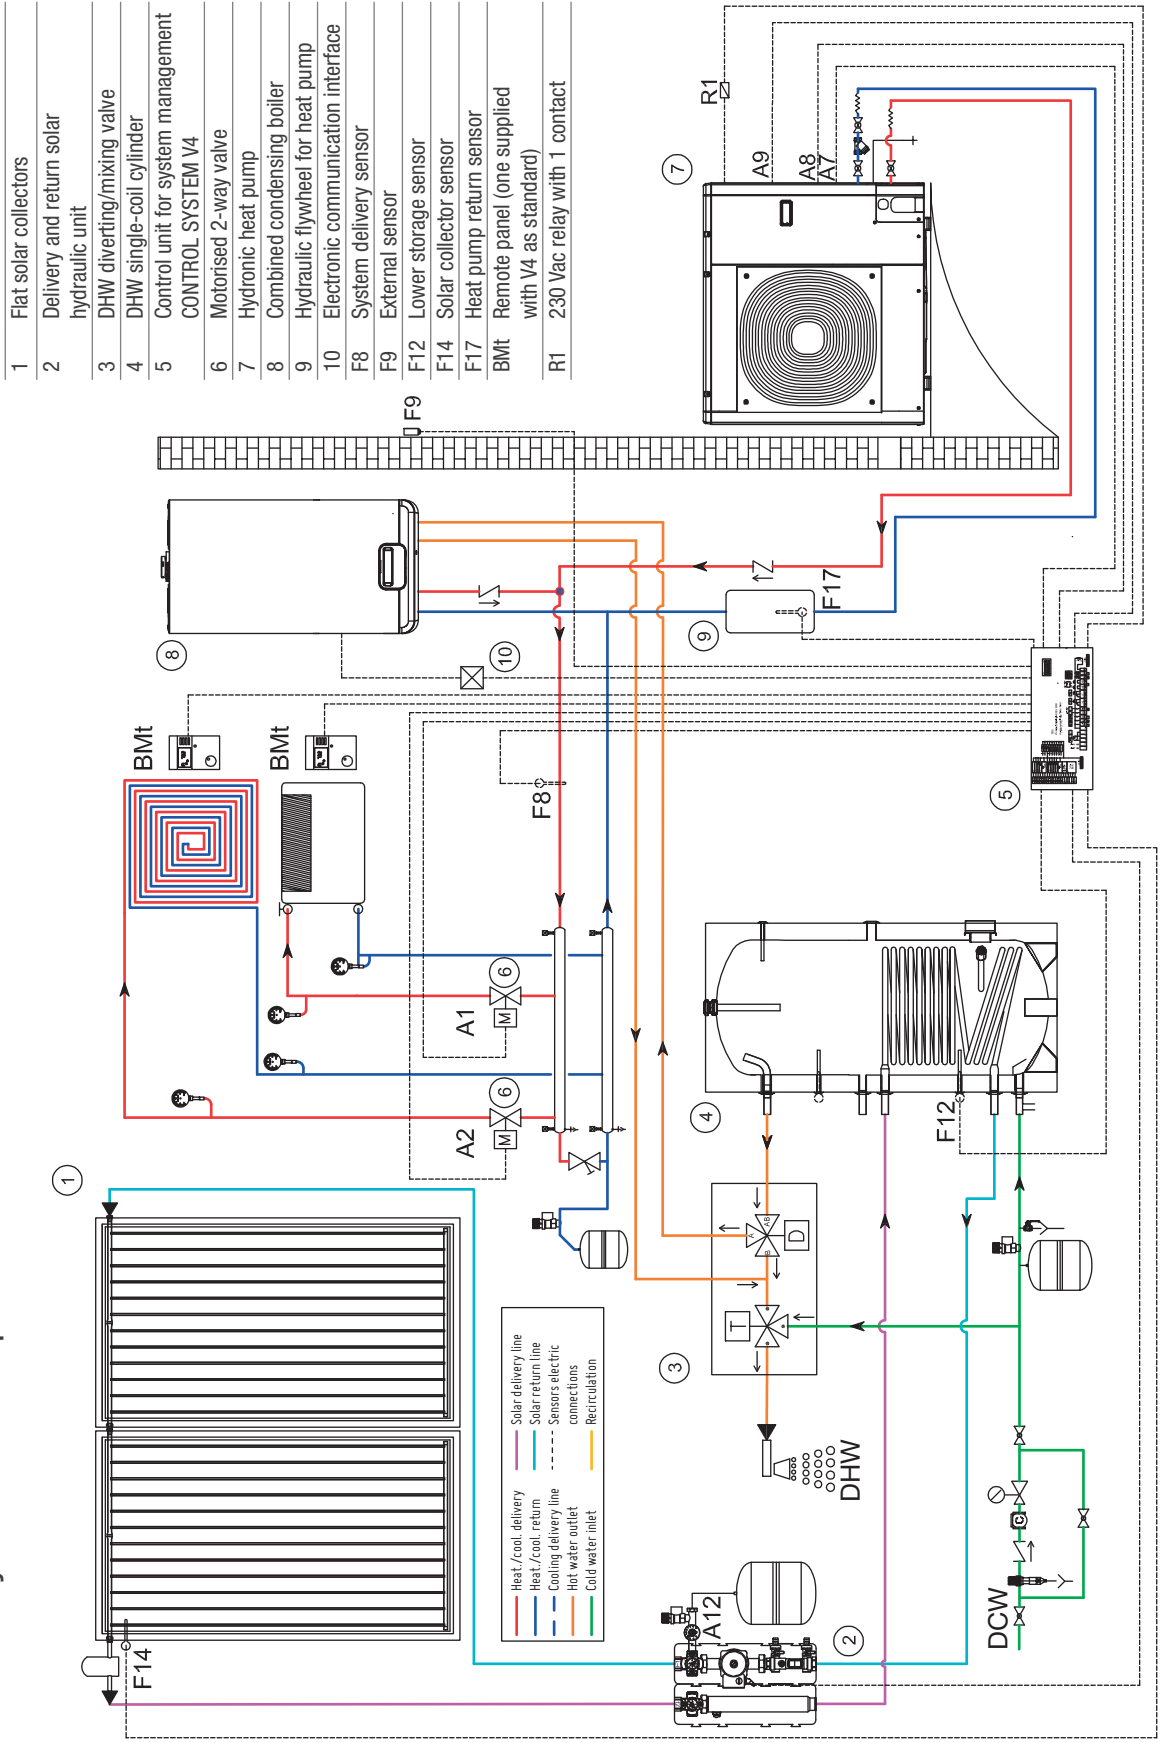 1 Flat solar collectors
2 Delivery and return solar
hydraulic unit
3 DHW diverting/mixing valve
4 DHW single-coil cylinder
5 Control unit for system management
CONTROL SYSTEM V4
6 Motorised 2-way valve
7 Hydronic heat pump
8 Combined condensing boiler
9 Hydraulic flywheel for heat pump
10 Electronic communication interface
F8 System delivery sensor
F9 External sensor
F12 Lower storage sensor
F14 Solar collector sensor
F17 Heat pump return sensor
BMt Remote panel (one supplied
with V4 as standard)
R1 230 Vac relay with 1 contact
1
F14
8
BMt
BMt
F9
10
A2
6
M
A1
6
M
F8
9
F17
7
R1
A9
A8
A7
5
4
F12
3
T
D
A
AB
B
DHW
2
A12
DCW
C
Heat./cool. delivery
Heat./cool. return
Cooling delivery line
Hot water outlet
Cold water inlet
Solar delivery line
Solar return line
Sensors electric
connections
Recirculation